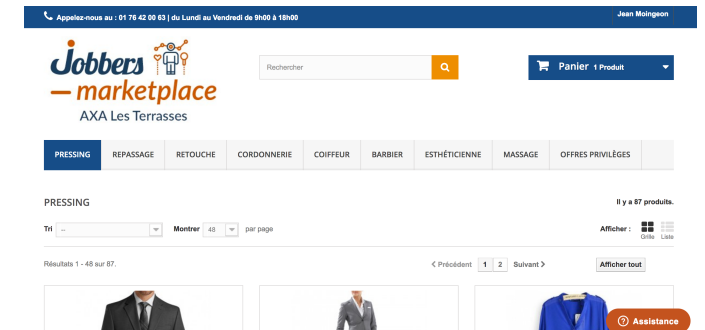 Appelez-nous au : 01 76 42 00 63 | du Lundi au Vendredi de 9h00 à 18h00
Jean Moingeon
Jobbers
— marketplace
AXA Les Terrasses
Rechercher
Panier 1 Produit
PRESSING REPASSAGE RETOUCHE CORDONNERIE COIFFEUR BARBIER ESTHÉTICIENNE MASSAGE OFFRES PRIVILÈGES
PRESSING
Il y a 87 produits.
Tri -- Montrer 48 par page
Afficher : Grille Liste
Résultats 1 - 48 sur 87.
< Précédent 1 2 Suivant >
Afficher tout
Assistance